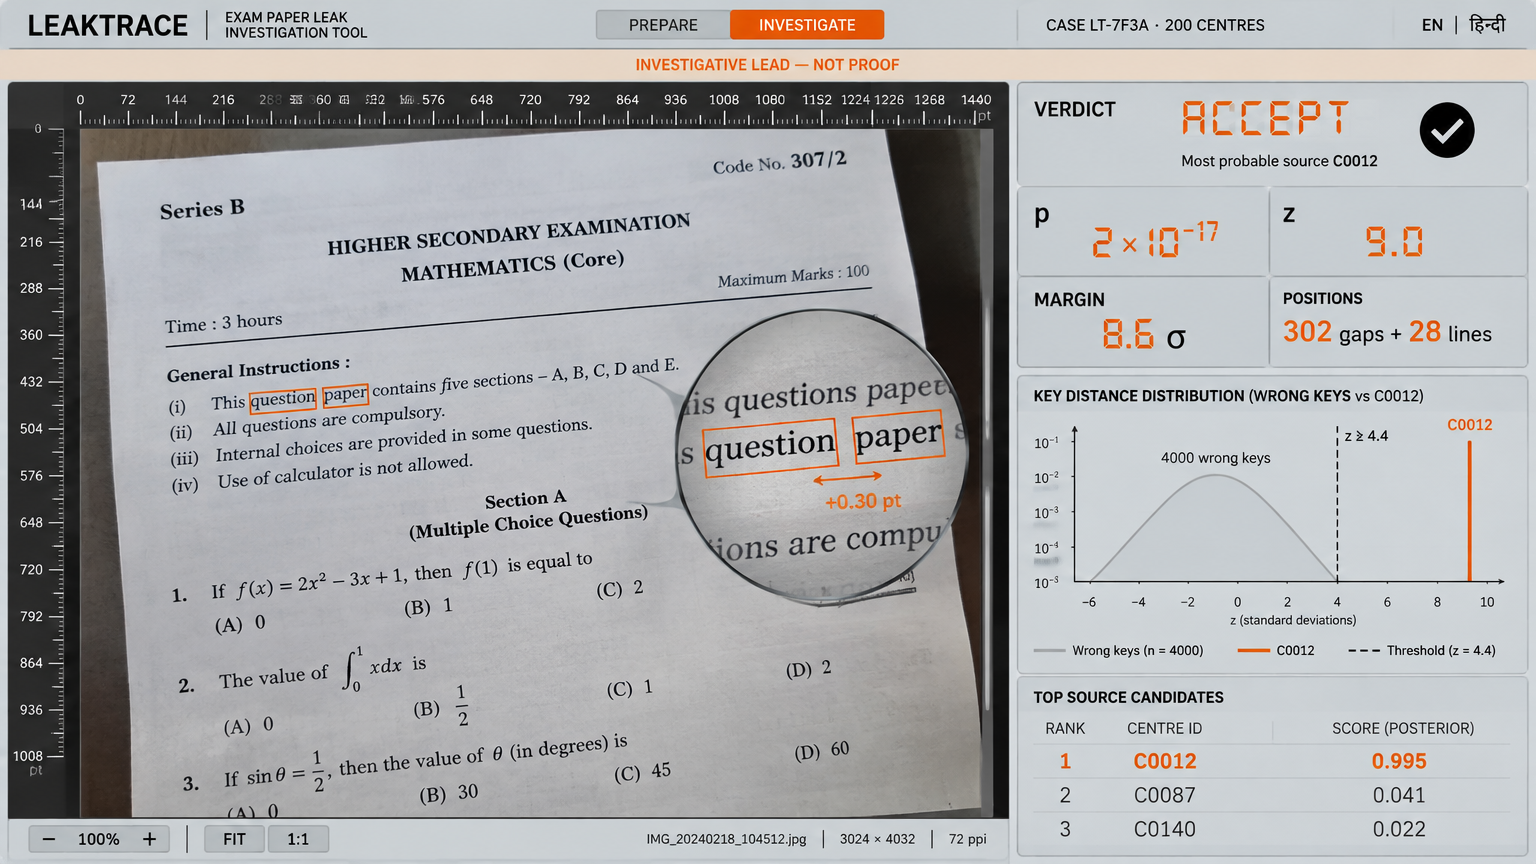 LEAKTRACE
EXAM PAPER LEAK
INVESTIGATION TOOL
PREPARE
INVESTIGATE
CASE LT-7F3A · 200 CENTRES
EN | हिन्दी
INVESTIGATIVE LEAD — NOT PROOF
0 72 144 216 360 576 648 720 792 864 936 1008 1080 1152 1224 1226 1268 1440
pt
0
144
216
288
360
432
504
576
648
720
792
864
936
1008
pt
Code No. 307/2
Series B
HIGHER SECONDARY EXAMINATION
MATHEMATICS (Core)
Maximum Marks : 100
Time : 3 hours
General Instructions :
(i) This question paper contains five sections – A, B, C, D and E.
(ii) All questions are compulsory.
(iii) Internal choices are provided in some questions.
(iv) Use of calculator is not allowed.
is questions paper
s question paper s
+0.30 pt
ions are compu
Section A
(Multiple Choice Questions)
1. If f(x) = 2x² − 3x + 1, then f(1) is equal to
(A) 0 (B) 1 (C) 2
2. The value of ∫₀¹ xdx is
(A) 0 (B) 1/2 (C) 1 (D) 2
3. If sin θ = 1/2, then the value of θ (in degrees) is
(A) 0 (B) 30 (C) 45 (D) 60
− 100% +
FIT
1:1
IMG_20240218_104512.jpg | 3024 × 4032 | 72 ppi
VERDICT
ACCEPT
Most probable source C0012
p
2×10⁻¹⁷
z
9.0
MARGIN
8.6 σ
POSITIONS
302 gaps + 28 lines
KEY DISTANCE DISTRIBUTION (WRONG KEYS vs C0012)
C0012
z ≥ 4.4
4000 wrong keys
10⁻¹
10⁻²
10⁻³
10⁻⁴
10⁻⁵
−6 −4 −2 0 2 4 6 8 10
z (standard deviations)
Wrong keys (n = 4000) C0012 Threshold (z = 4.4)
TOP SOURCE CANDIDATES
RANK CENTRE ID SCORE (POSTERIOR)
1 C0012 0.995
2 C0087 0.041
3 C0140 0.022